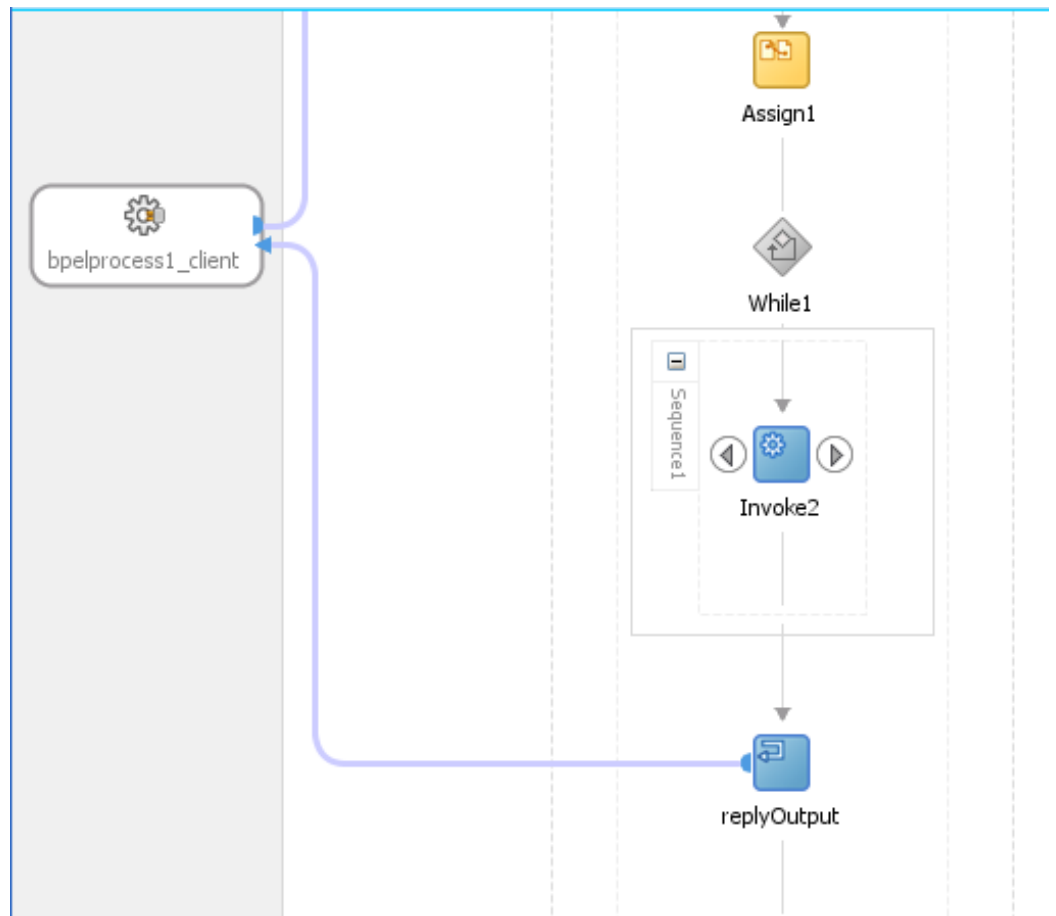 Assign1
bpelprocess1_client
While1
Sequence1
Invoke2
replyOutput